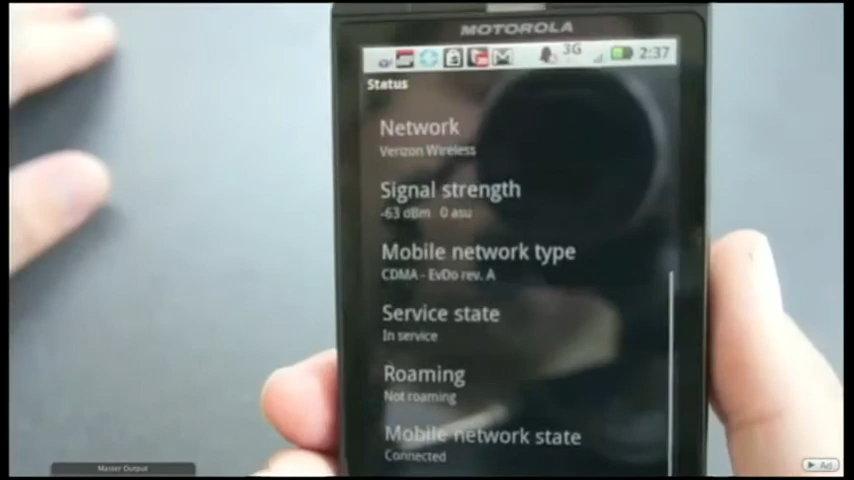 MOTOROLA
3G 2:37
Status
Network
Verizon Wireless
Signal strength
-63 dBm 0 asu
Mobile network type
CDMA - EvDo rev. A
Service state
In service
Roaming
Not roaming
Mobile network state
Connected
Master Output
Ad